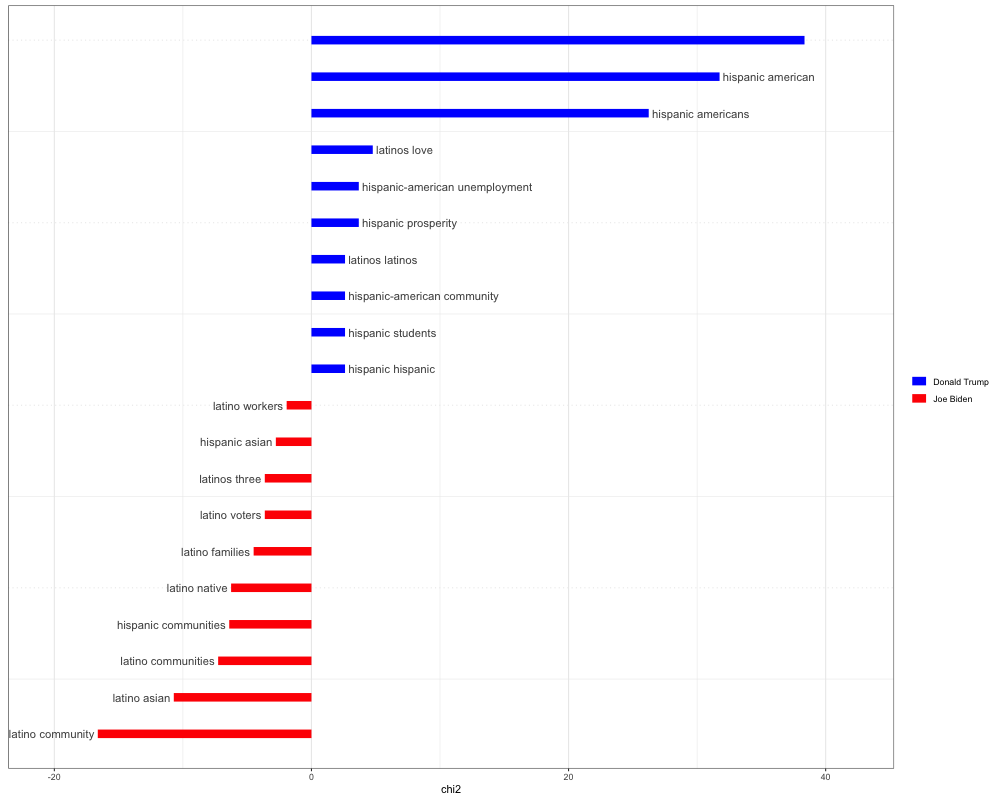 hispanic american
hispanic americans
latinos love
hispanic-american unemployment
hispanic prosperity
latinos latinos
hispanic-american community
hispanic students
hispanic hispanic
latino workers
hispanic asian
latinos three
latino voters
latino families
latino native
hispanic communities
latino communities
latino asian
latino community
-20
0
20
40
chi2
Donald Trump
Joe Biden